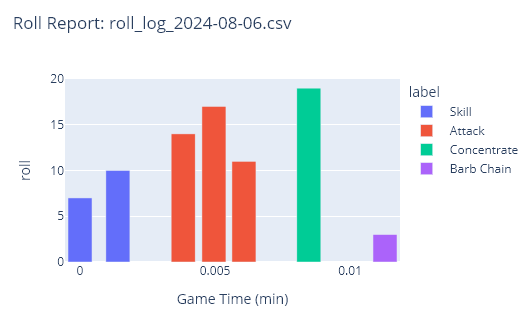 Roll Report: roll_log_2024-08-06.csv
20
15
10
5
0
roll
0 0.005 0.01
Game Time (min)
label
Skill
Attack
Concentrate
Barb Chain